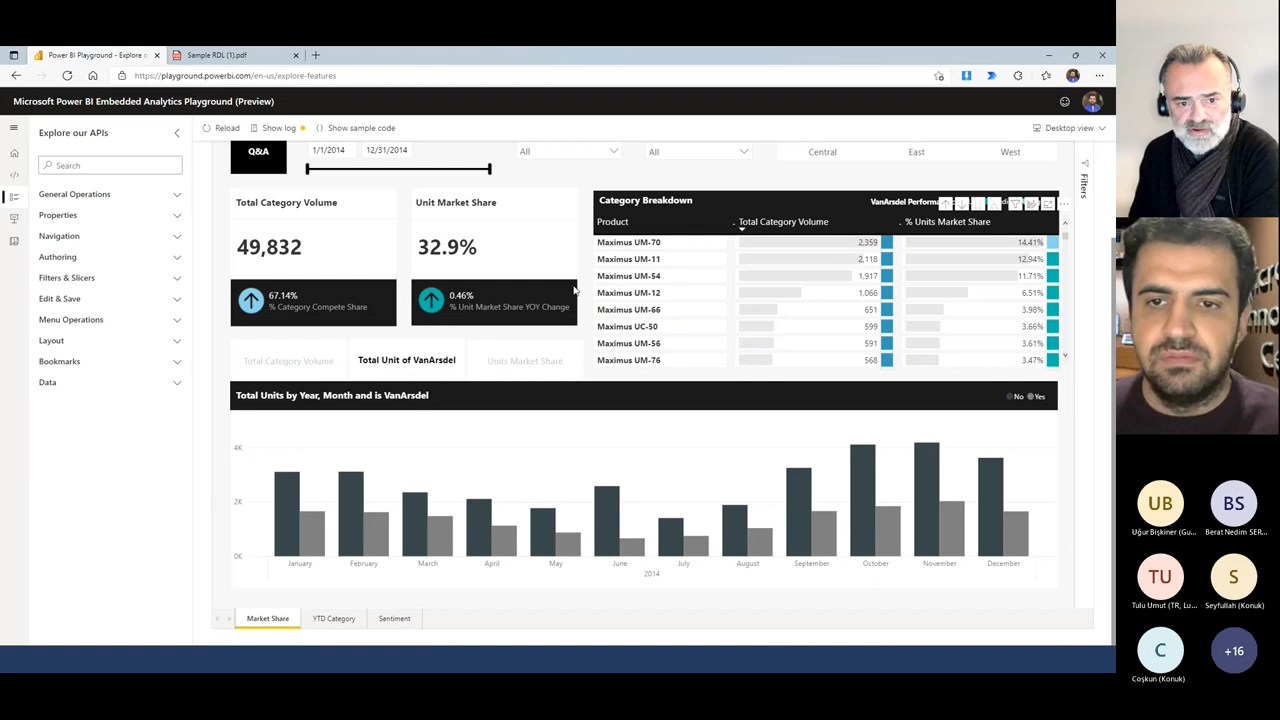 Power BI Playground - Explore
Sample RDL (1).pdf
https://playground.powerbi.com/en-us/explore-features
Microsoft Power BI Embedded Analytics Playground (Preview)
Explore our APIs
Reload
Show log
Show sample code
Desktop view
Search
General Operations
Properties
Navigation
Authoring
Filters & Slicers
Edit & Save
Menu Operations
Layout
Bookmarks
Data
Q&A
1/1/2014
12/31/2014
All
All
Central
East
West
Filters
Total Category Volume
49,832
67.14%
% Category Compete Share
Unit Market Share
32.9%
0.46%
% Unit Market Share YOY Change
Category Breakdown
VanArsdel
Product
Total Category Volume
% Units Market Share
Maximus UM-70 2,359 14.41%
Maximus UM-11 2,118 12.94%
Maximus UM-54 1,917 11.71%
Maximus UM-12 1,066 6.51%
Maximus UM-66 651 3.98%
Maximus UC-50 599 3.66%
Maximus UM-56 591 3.61%
Maximus UM-76 568 3.47%
Total Category Volume
Total Unit of VanArsdel
Units Market Share
Total Units by Year, Month and is VanArsdel
No
Yes
4K
2K
0K
January
February
March
April
May
June
July
August
September
October
November
December
2014
Market Share
YTD Category
Sentiment
UB
BS
Uğur Bişkiner (Gu...
Berat Nedim SER...
TU
S
Tulu Umut (TR, Lu...
Seyfullah (Konuk)
C
+16
Coşkun (Konuk)